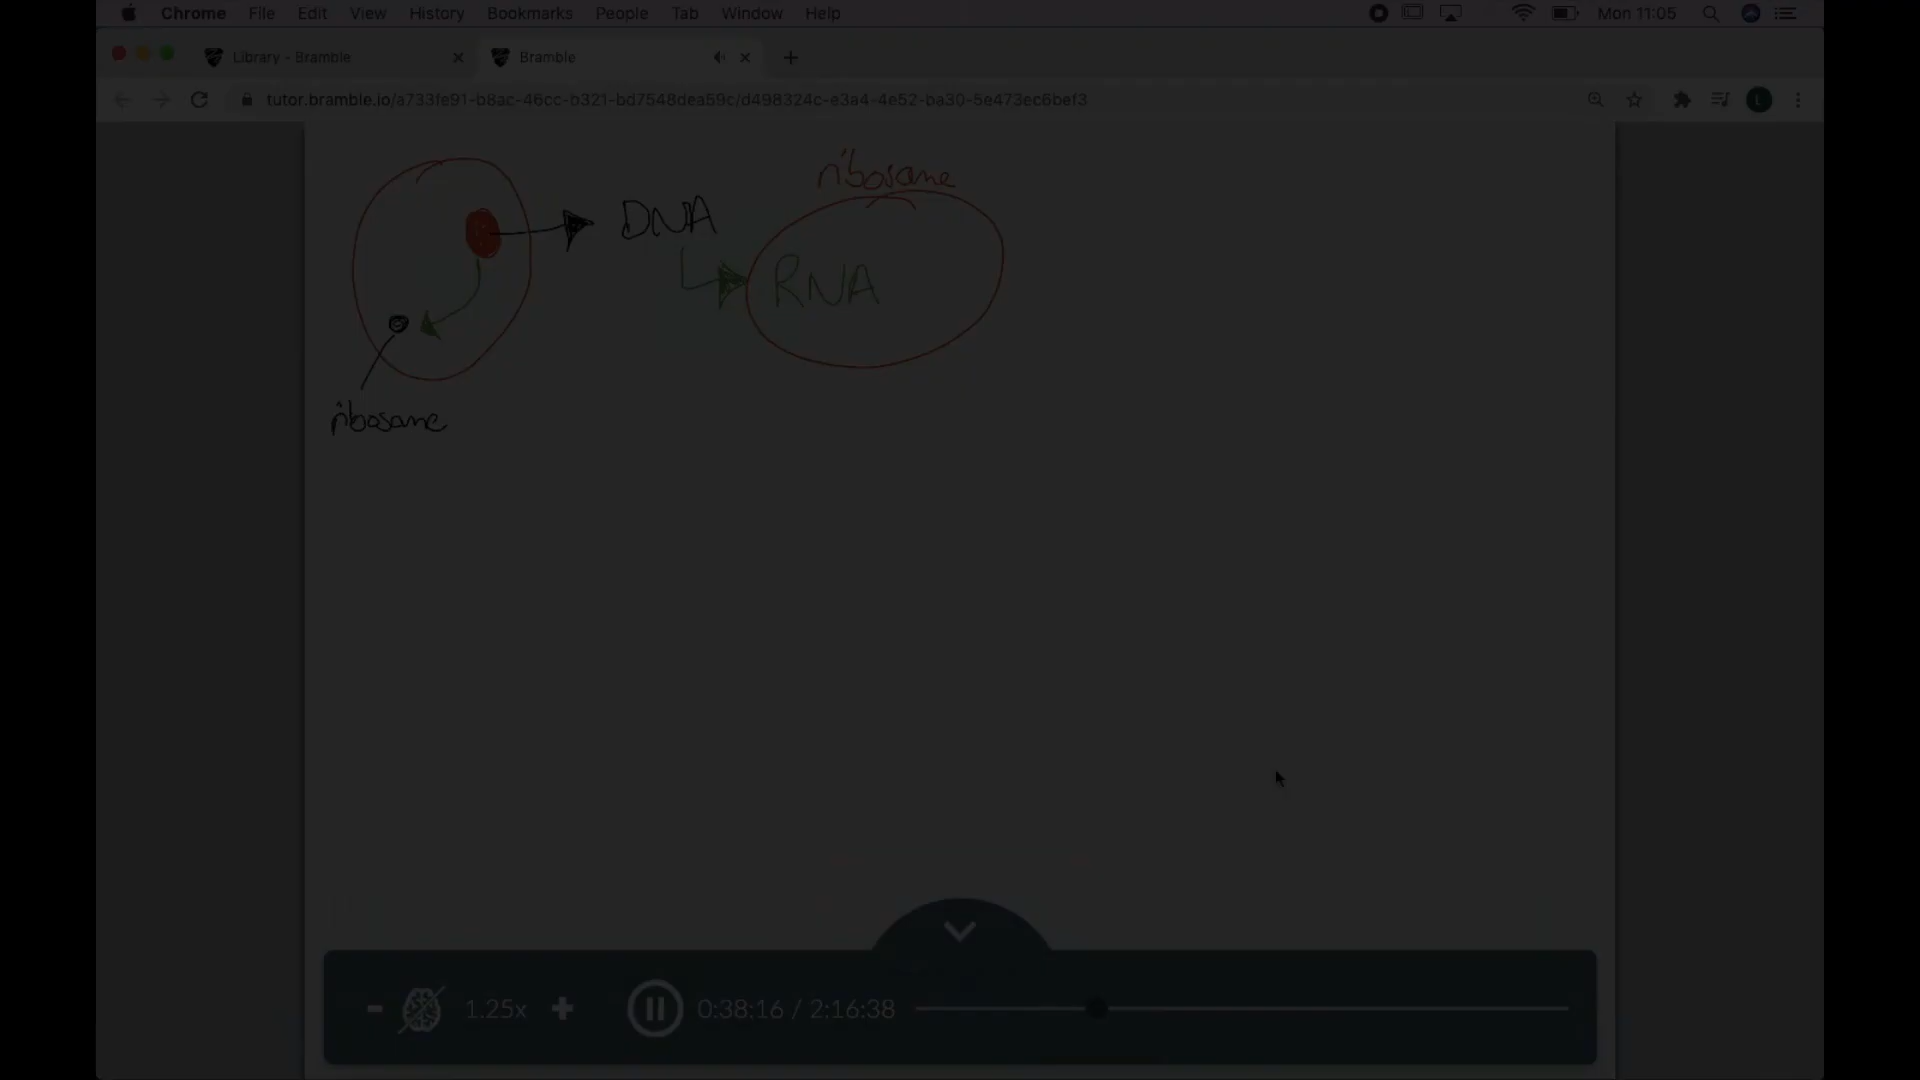 Chrome File Edit View History Bookmarks People Tab Window Help Mon 11:05
Library - Bramble Bramble
tutor.bramble.io/a733fe91-b8ac-46cc-b321-bd7548dea59c/d498324c-e3a4-4e52-ba30-5e473ec6bef3
ribosome
DNA
RNA
ribosome
1.25x 0:38:16 / 2:16:38